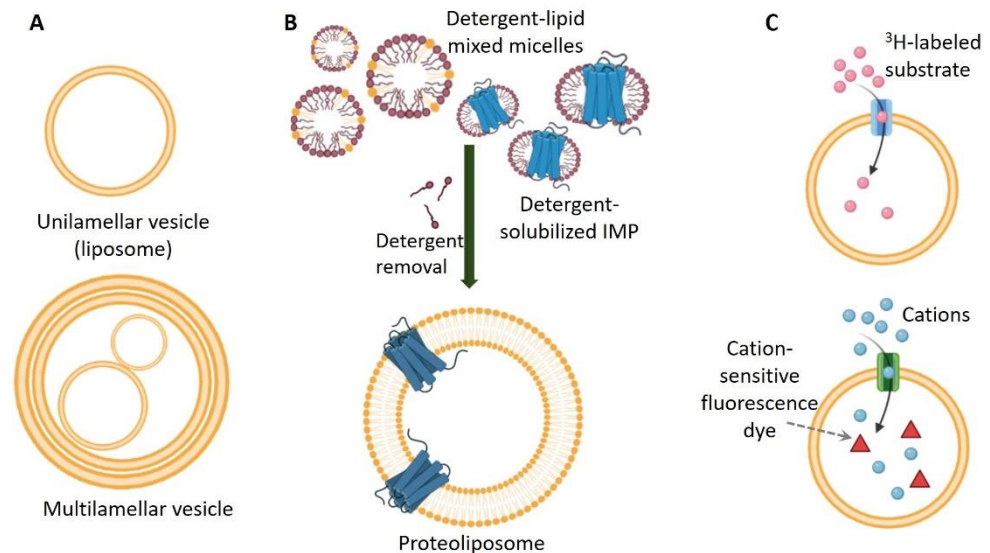 A
Unilamellar vesicle
(liposome)
Multilamellar vesicle
B
Detergent-lipid
mixed micelles
Detergent-
solubilized IMP
Detergent
removal
Proteoliposome
C
³H-labeled
substrate
Cations
Cation-
sensitive
fluorescence
dye